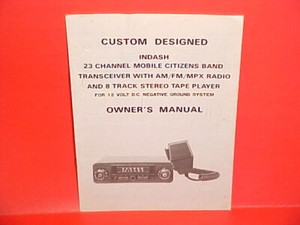 CUSTOM DESIGNED
INDASH
23 CHANNEL MOBILE CITIZENS BAND
TRANSCEIVER WITH AM/FM/MPX RADIO
AND 8 TRACK STEREO TAPE PLAYER
FOR 12 VOLT D.C. NEGATIVE GROUND SYSTEM
OWNER'S MANUAL